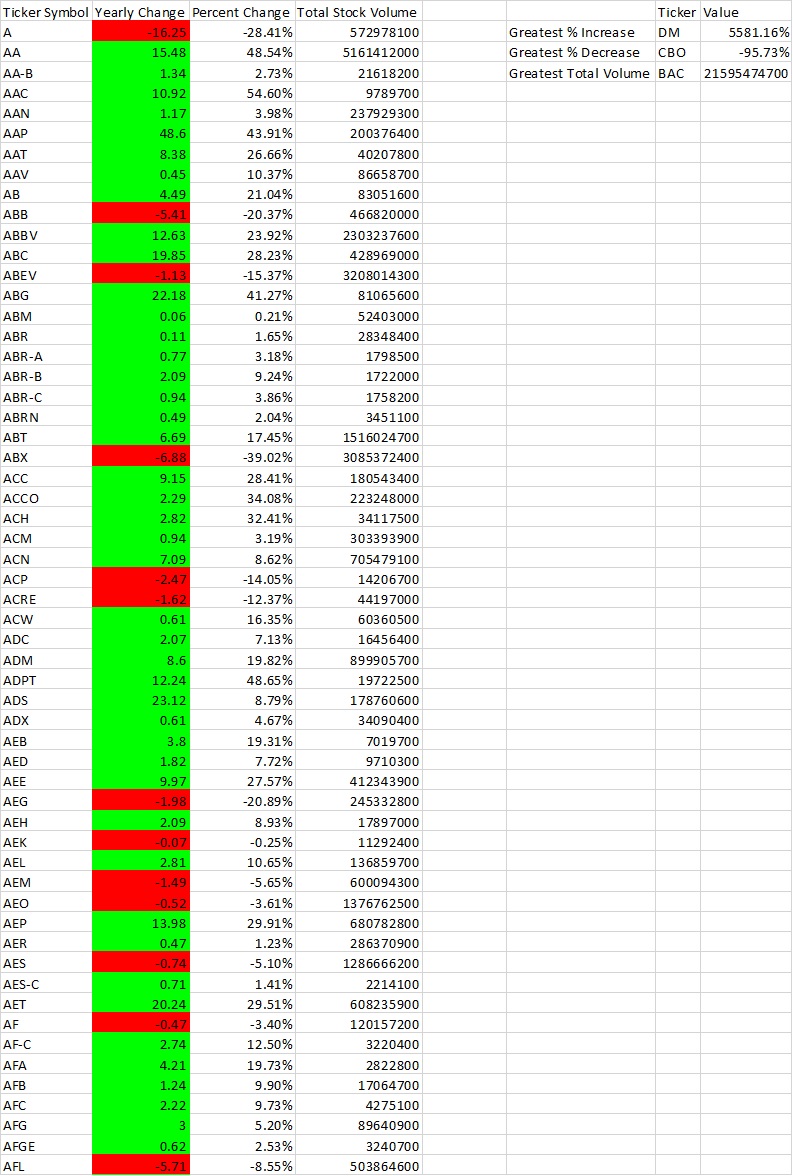 Ticker Symbol Yearly Change Percent Change Total Stock Volume Ticker Value
A -16.25 -28.41% 572978100 Greatest % Increase DM 5581.16%
AA 15.48 48.54% 5161412000 Greatest % Decrease CBO -95.73%
AA-B 1.34 2.73% 21618200 Greatest Total Volume BAC 21595474700
AAC 10.92 54.60% 9789700
AAN 1.17 3.98% 237929300
AAP 48.6 43.91% 200376400
AAT 8.38 26.66% 40207800
AAV 0.45 10.37% 86658700
AB 4.49 21.04% 83051600
ABB -5.41 -20.37% 466820000
ABBV 12.63 23.92% 2303237600
ABC 19.85 28.23% 428969000
ABEV -1.13 -15.37% 3208014300
ABG 22.18 41.27% 81065600
ABM 0.06 0.21% 52403000
ABR 0.11 1.65% 28348400
ABR-A 0.77 3.18% 1798500
ABR-B 2.09 9.24% 1722000
ABR-C 0.94 3.86% 1758200
ABRN 0.49 2.04% 3451100
ABT 6.69 17.45% 1516024700
ABX -6.88 -39.02% 3085372400
ACC 9.15 28.41% 180543400
ACCO 2.29 34.08% 223248000
ACH 2.82 32.41% 34117500
ACM 0.94 3.19% 303393900
ACN 7.09 8.62% 705479100
ACP -2.47 -14.05% 14206700
ACRE -1.62 -12.37% 44197000
ACW 0.61 16.35% 60360500
ADC 2.07 7.13% 16456400
ADM 8.6 19.82% 899905700
ADPT 12.24 48.65% 19722500
ADS 23.12 8.79% 178760600
ADX 0.61 4.67% 34090400
AEB 3.8 19.31% 7019700
AED 1.82 7.72% 9710300
AEE 9.97 27.57% 412343900
AEG -1.98 -20.89% 245332800
AEH 2.09 8.93% 17897000
AEK -0.07 -0.25% 11292400
AEL 2.81 10.65% 136859700
AEM -1.49 -5.65% 600094300
AEO -0.52 -3.61% 1376762500
AEP 13.98 29.91% 680782800
AER 0.47 1.23% 286370900
AES -0.74 -5.10% 1286666200
AES-C 0.71 1.41% 2214100
AET 20.24 29.51% 608235900
AF -0.47 -3.40% 120157200
AF-C 2.74 12.50% 3220400
AFA 4.21 19.73% 2822800
AFB 1.24 9.90% 17064700
AFC 2.22 9.73% 4275100
AFG 3 5.20% 89640900
AFGE 0.62 2.53% 3240700
AFL -5.71 -8.55% 503864600